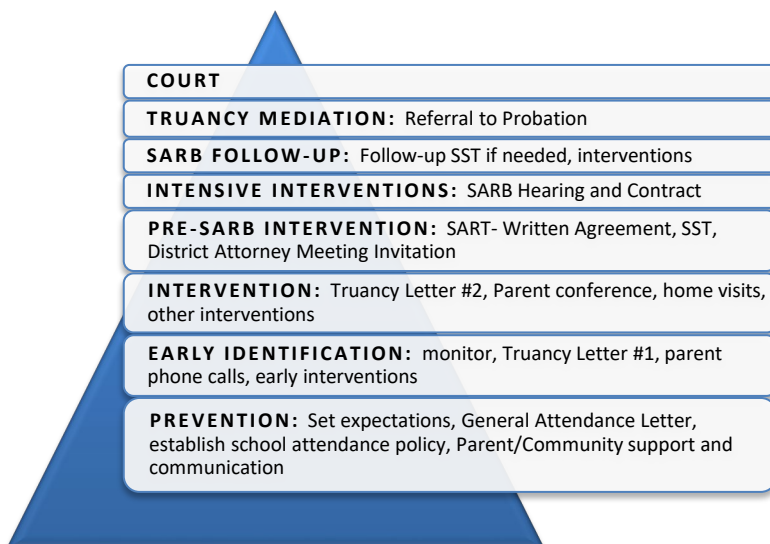 COURT
TRUANCY MEDIATION: Referral to Probation
SARB FOLLOW-UP: Follow-up SST if needed, interventions
INTENSIVE INTERVENTIONS: SARB Hearing and Contract
PRE-SARB INTERVENTION: SART- Written Agreement, SST,
District Attorney Meeting Invitation
INTERVENTION: Truancy Letter #2, Parent conference, home visits,
other interventions
EARLY IDENTIFICATION: monitor, Truancy Letter #1, parent
phone calls, early interventions
PREVENTION: Set expectations, General Attendance Letter,
establish school attendance policy, Parent/Community support and
communication